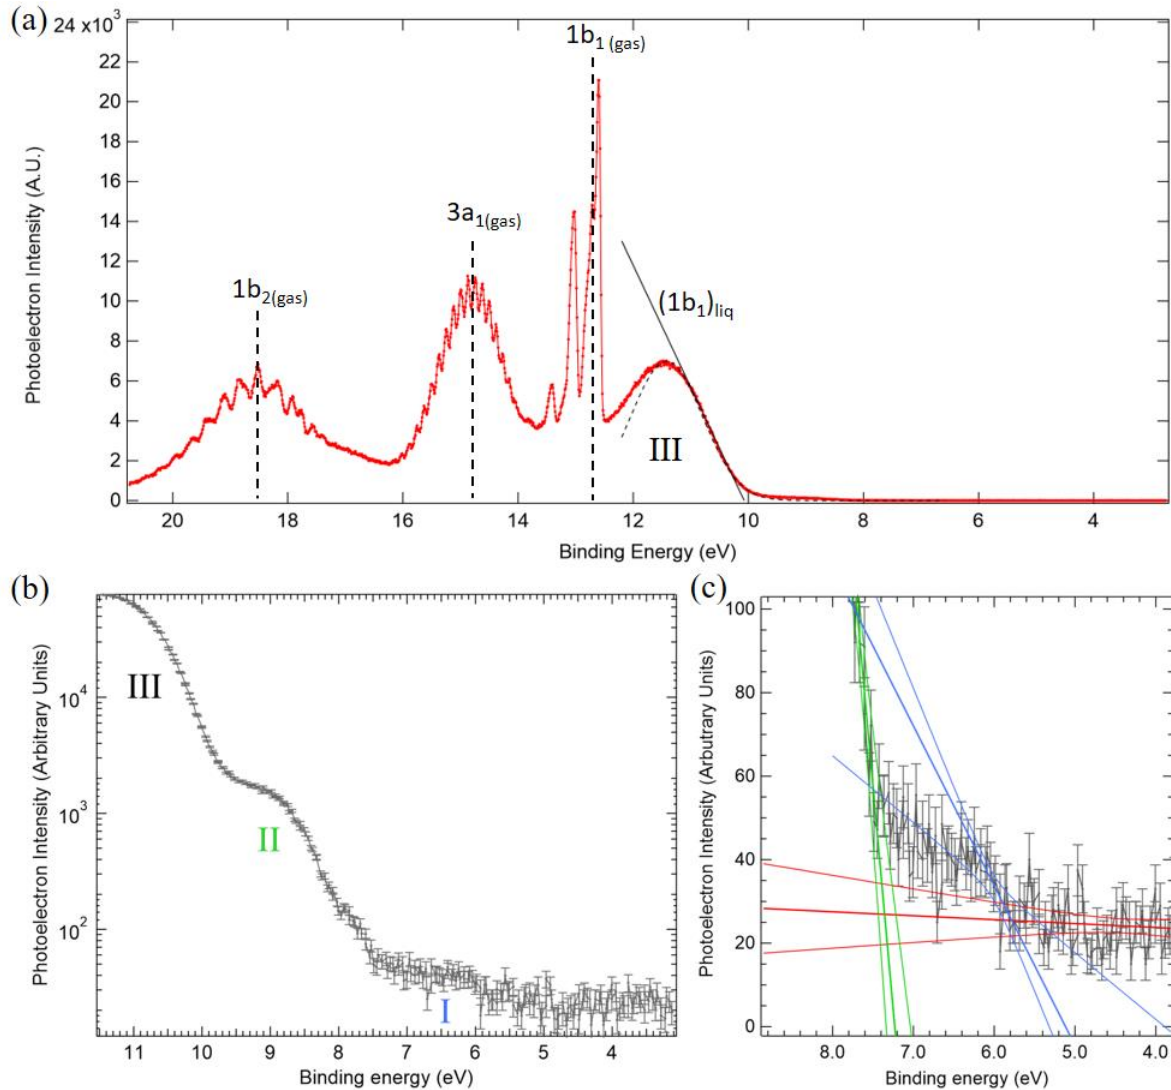 (a)
24 x10³
22
20
18
16
14
12
10
8
6
4
2
0
Photoelectron Intensity (A.U.)
1b₂(gas)
3a₁(gas)
1b₁ (gas)
(1b₁)liq
III
20 18 16 14 12 10 8 6 4
Binding Energy (eV)
(b)
Photoelectron Intensity (Arbitrary Units)
10⁴
10³
10²
III
II
I
11 10 9 8 7 6 5 4
Binding energy (eV)
(c)
Photoelectron Intensity (Arbutrary Units)
100
80
60
40
20
0
8.0 7.0 6.0 5.0 4.0
Binding energy (eV)